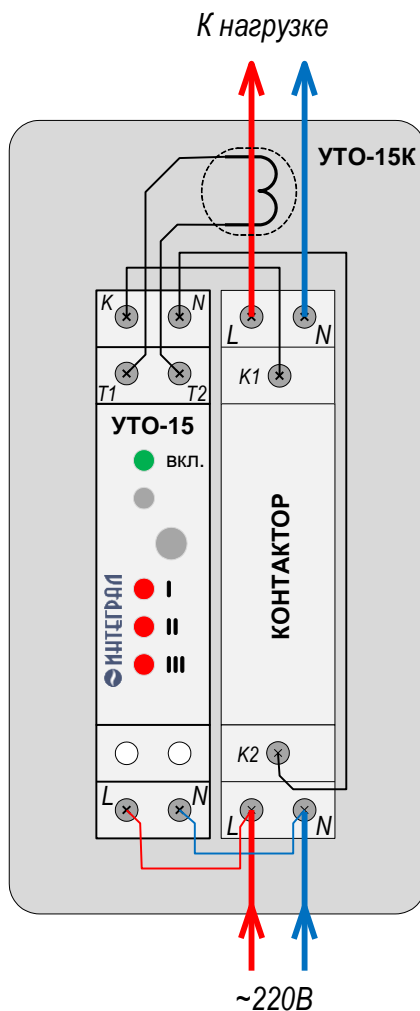 К нагрузке
УТО-15К
K N
L N
T1 T2
K1
УТО-15
вкл.
КОНТАКТОР
ИНТЕГРАЛ
I
II
III
K2
L N
L N
~220В